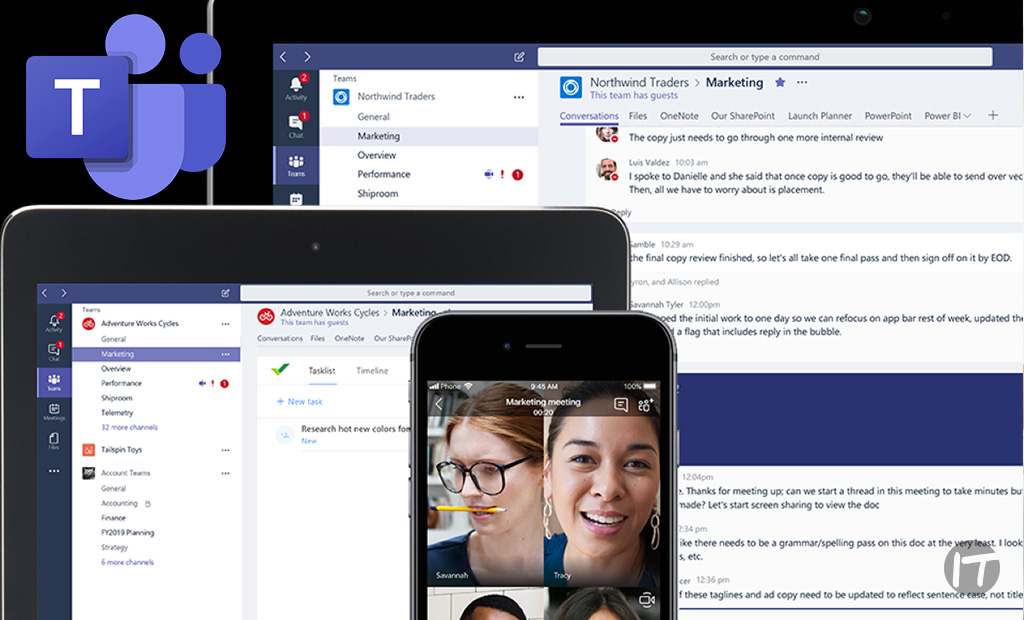 T
Search or type a command
Activity
2
Chat
1
Teams
Teams
Northwind Traders
General
Marketing
Overview
Performance
! 1
Shiproom
Northwind Traders > Marketing
This team has guests
Conversations Files OneNote Our SharePoint Launch Planner PowerPoint Power BI
The copy just needs to go through one more internal review
Luis Valdez 10:03 am
I spoke to Danielle and she said that once copy is good to go, they'll be able to send over vec
Then, all we have to worry about is placement.
Reply
amble 10:29 am
the final copy review finished, so let's all take one final pass and then sign off on it by EOD.
yron, and Allison replied
Savannah Tyler 12:00pm
ped the initial work to one day so we can refocus on app bar rest of week, updated the
d a flag that includes reply in the bubble.
12:04pm
e. Thanks for meeting up; can we start a thread in this meeting to take minutes bu
made? Let's start screen sharing to view the doc
2:34 pm
like there needs to be a grammar/spelling pass on this doc at the very least. I look
s, etc.
cer 12:36 pm
f these taglines and ad copy need to be updated to reflect sentence case, not title
Search or type a command
Activity
2
Chat
1
Teams
Meetings
Files
Teams
Adventure Works Cycles
General
Marketing
Overview
Performance
! 1
Shiproom
Telemetry
32 more channels
Tailspin Toys
Account Teams
General
Accounting
Finance
FY2019 Planning
Strategy
6 more channels
Adventure Works Cycles > Marketing
This team has guests
Conversations Files OneNote Our SharePo
Tasklist Timeline
+ New task
Research hot new colors for
New
Phone 9:45 AM 100%
Marketing meeting
00:20
Savannah
Tracy
IT